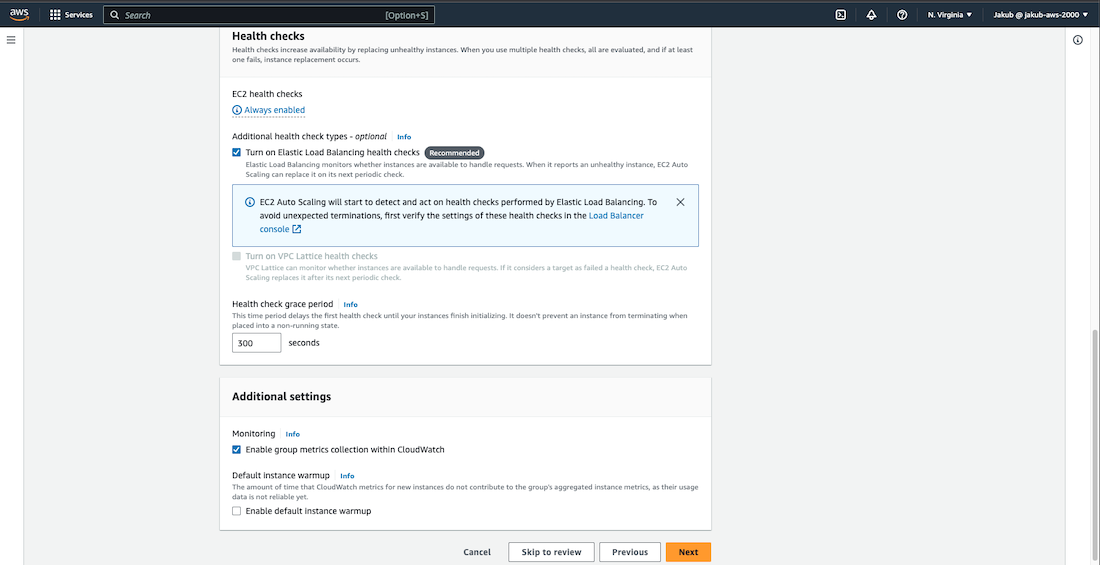 aws
Services
Search
[Option+S]
N. Virginia
Jakub @ jakub-aws-2000
Health checks
Health checks increase availability by replacing unhealthy instances. When you use multiple health checks, all are evaluated, and if at least
one fails, instance replacement occurs.
EC2 health checks
Always enabled
Additional health check types - optional Info
Turn on Elastic Load Balancing health checks Recommended
Elastic Load Balancing monitors whether instances are available to handle requests. When it reports an unhealthy instance, EC2 Auto
Scaling can replace it on its next periodic check.
EC2 Auto Scaling will start to detect and act on health checks performed by Elastic Load Balancing. To
avoid unexpected terminations, first verify the settings of these health checks in the Load Balancer
console
Turn on VPC Lattice health checks
VPC Lattice can monitor whether instances are available to handle requests. If it considers a target as failed a health check, EC2 Auto
Scaling replaces it after its next periodic check.
Health check grace period Info
This time period delays the first health check until your instances finish initializing. It doesn't prevent an instance from terminating when
placed into a non-running state.
300 seconds
Additional settings
Monitoring Info
Enable group metrics collection within CloudWatch
Default instance warmup Info
The amount of time that CloudWatch metrics for new instances do not contribute to the group's aggregated instance metrics, as their usage
data is not reliable yet.
Enable default instance warmup
Cancel
Skip to review
Previous
Next